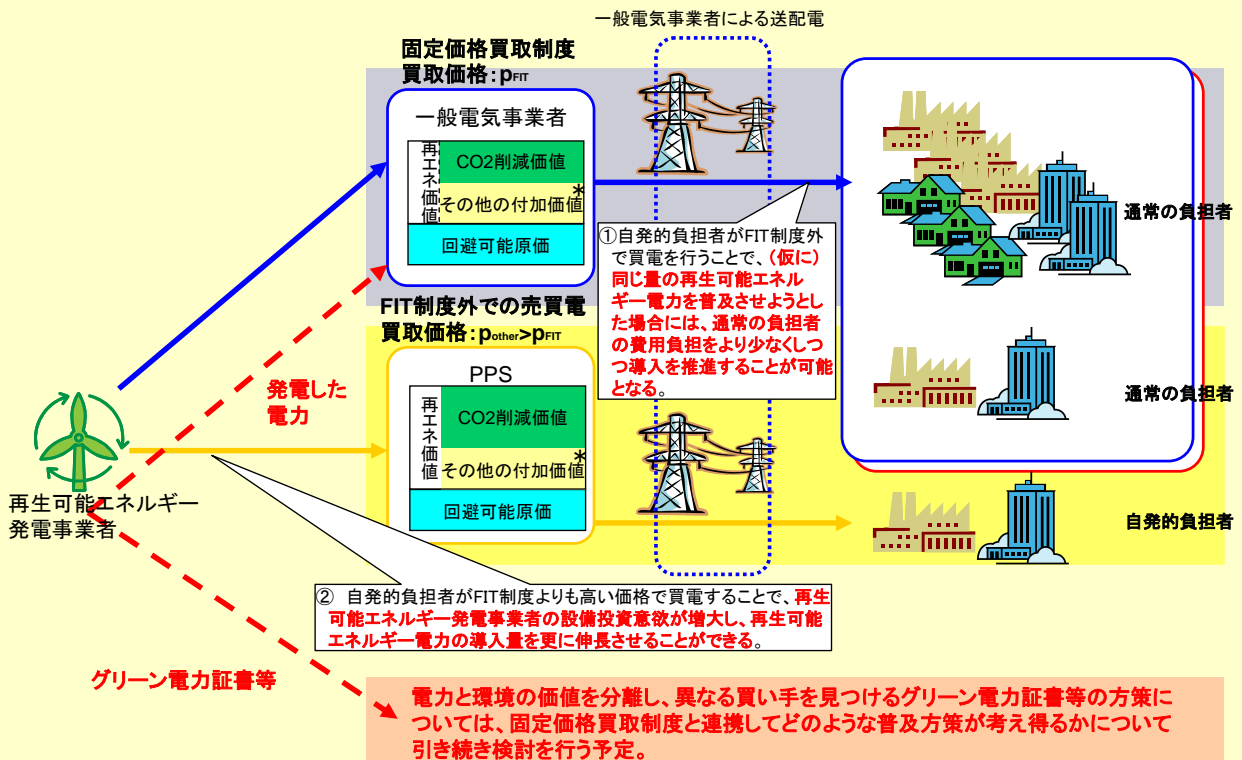 一般電気事業者による送配電
固定価格買取制度
買取価格：pFIT
一般電気事業者
再エネ価値
CO2削減価値
その他の付加価値*
回避可能原価
通常の負担者
①自発的負担者がFIT制度外
で買電を行うことで、（仮に）
同じ量の再生可能エネル
ギー電力を普及させようとし
た場合には、通常の負担者
の費用負担をより少なくしつ
つ導入を推進することが可能
となる。
FIT制度外での売買電
買取価格：pother>pFIT
PPS
再エネ価値
CO2削減価値
その他の付加価値*
回避可能原価
通常の負担者
発電した
電力
再生可能エネルギー
発電事業者
自発的負担者
② 自発的負担者がFIT制度よりも高い価格で買電することで、再生
可能エネルギー発電事業者の設備投資意欲が増大し、再生可能
エネルギー電力の導入量を更に伸長させることができる。
グリーン電力証書等
電力と環境の価値を分離し、異なる買い手を見つけるグリーン電力証書等の方策に
ついては、固定価格買取制度と連携してどのような普及方策が考え得るかについて
引き続き検討を行う予定。